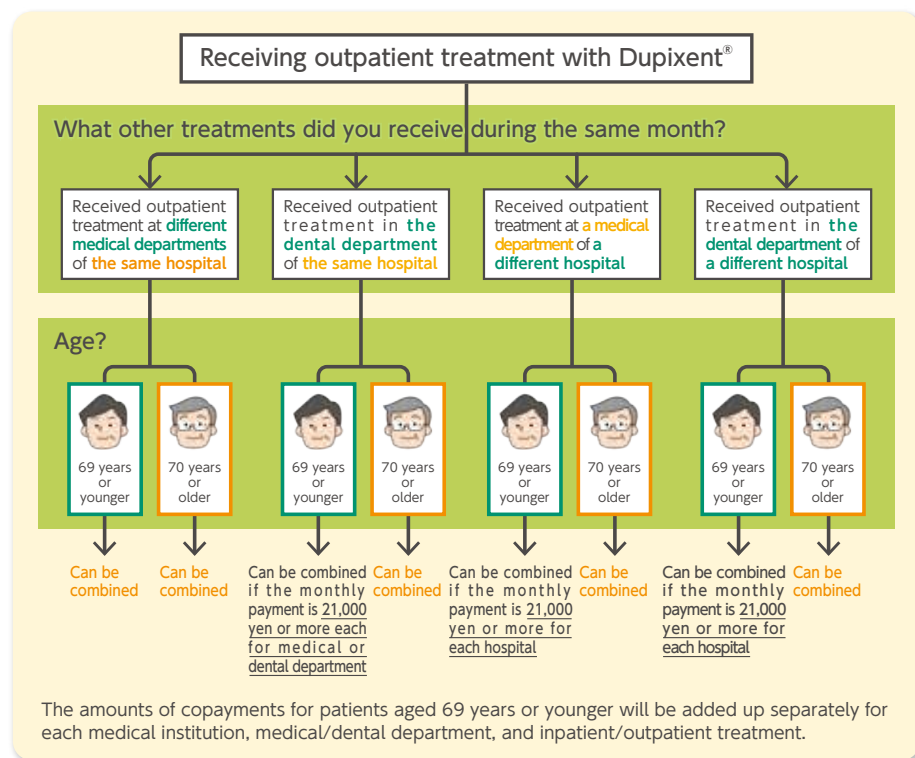 Receiving outpatient treatment with Dupixent®
What other treatments did you receive during the same month?
Received outpatient
treatment at different
medical departments
of the same hospital
Received outpatient
treatment in the
dental department
of the same hospital
Received outpatient
treatment at a medical
department of a
different hospital
Received outpatient
treatment in the
dental department of
a different hospital
Age?
69 years
or
younger
70 years
or
older
69 years
or
younger
70 years
or
older
69 years
or
younger
70 years
or
older
69 years
or
younger
70 years
or
older
Can be
combined
Can be
combined
Can be combined
if the monthly
payment is 21,000
yen or more each
for medical or
dental department
Can be
combined
Can be combined
if the monthly
payment is 21,000
yen or more for
each hospital
Can be
combined
Can be combined
if the monthly
payment is 21,000
yen or more for
each hospital
Can be
combined
The amounts of copayments for patients aged 69 years or younger will be added up separately for
each medical institution, medical/dental department, and inpatient/outpatient treatment.